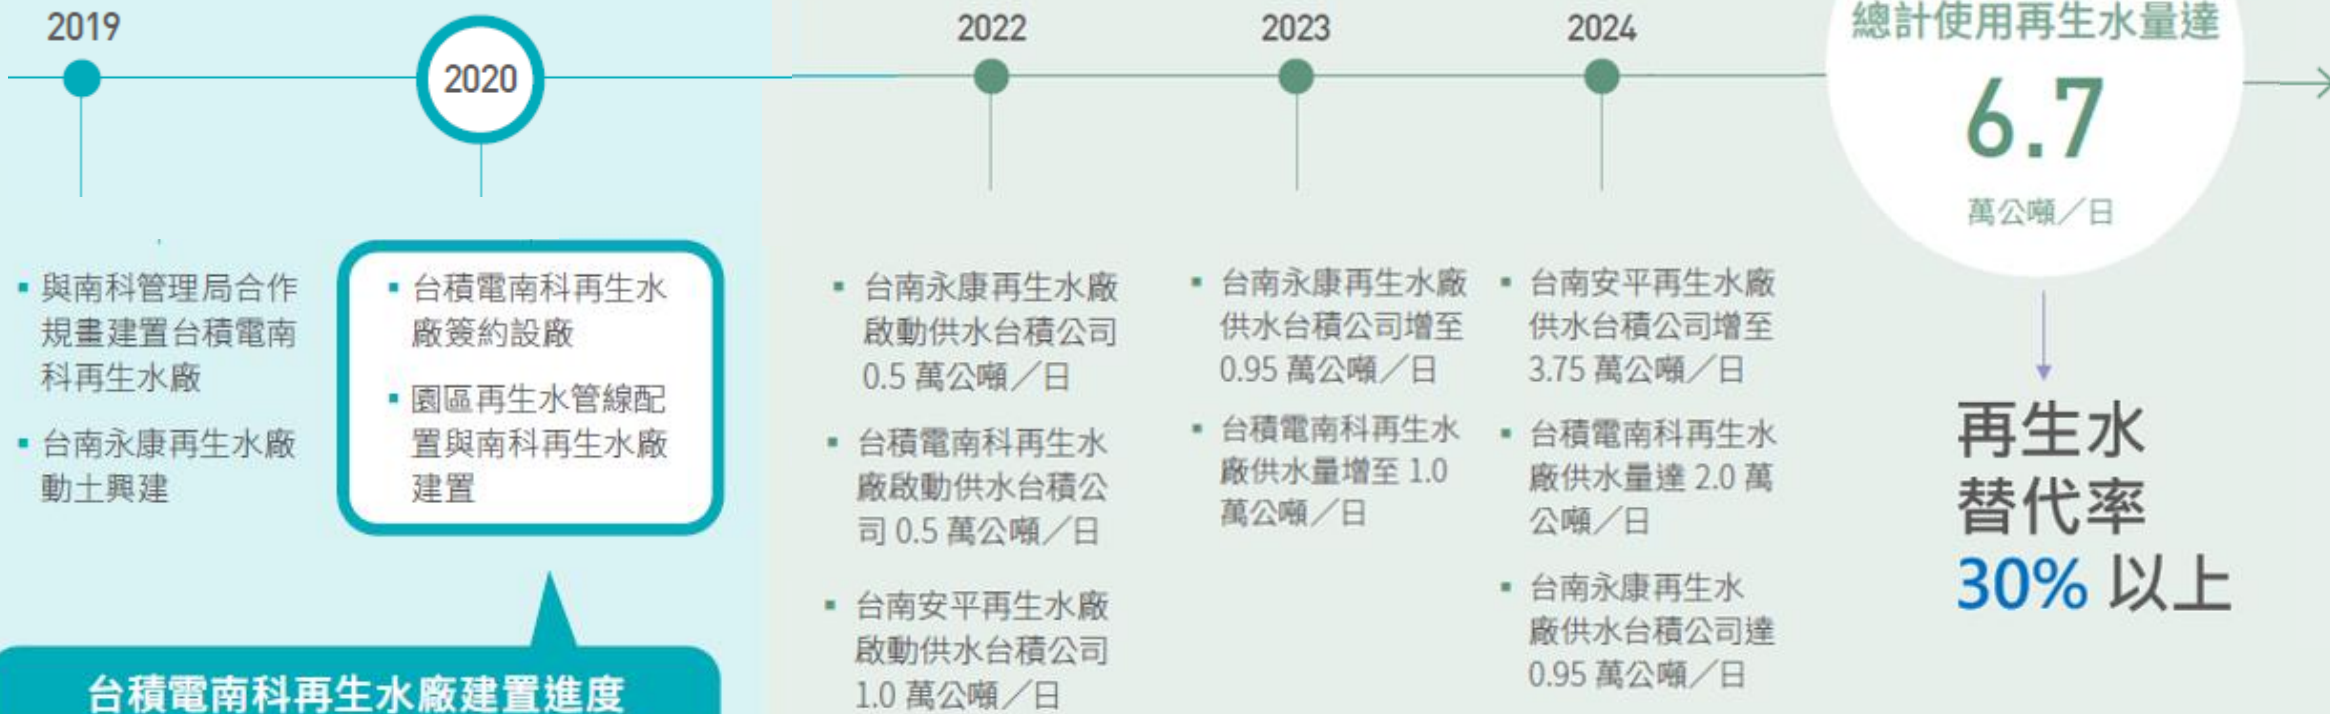 2019
與南科管理局合作
規畫建置台積電南
科再生水廠
台南永康再生水廠
動土興建
2020
台積電南科再生水
廠簽約設廠
園區再生水管線配
置與南科再生水廠
建置
台積電南科再生水廠建置進度
2022
台南永康再生水廠
啟動供水台積公司
0.5 萬公噸／日
台積電南科再生水
廠啟動供水台積公
司 0.5 萬公噸／日
台南安平再生水廠
啟動供水台積公司
1.0 萬公噸／日
2023
台南永康再生水廠
供水台積公司增至
0.95 萬公噸／日
台積電南科再生水
廠供水量增至 1.0
萬公噸／日
2024
台南安平再生水廠
供水台積公司增至
3.75 萬公噸／日
台積電南科再生水
廠供水量達 2.0 萬
公噸／日
台南永康再生水
廠供水台積公司達
0.95 萬公噸／日
總計使用再生水量達
6.7
萬公噸／日
再生水
替代率
30% 以上